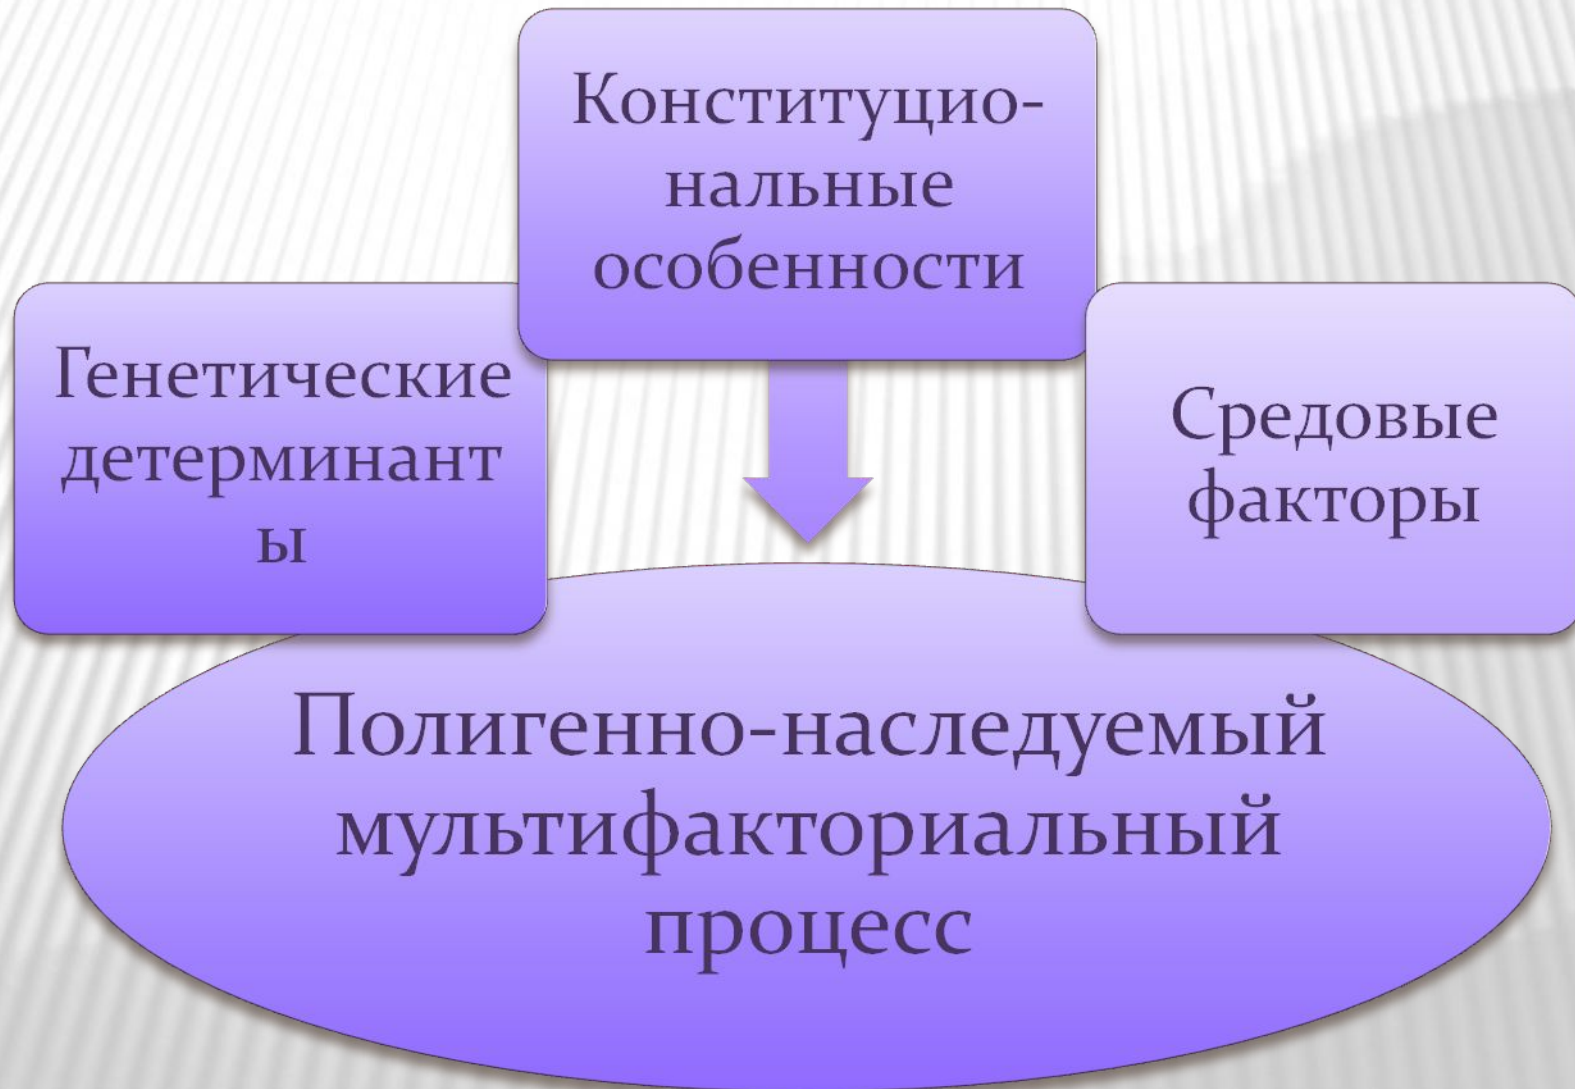 Конституцио-
нальные
особенности
Генетические
детерминант
ы
Средовые
факторы
Полигенно-наследуемый
мультифакториальный
процесс